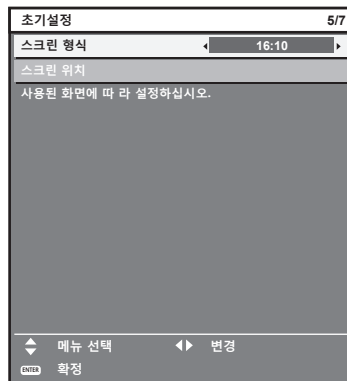 초기설정 5/7
스크린 형식 16:10
스크린 위치
사용된 화면에 따 라 설정하십시오.
메뉴 선택 변경
ENTER 확정